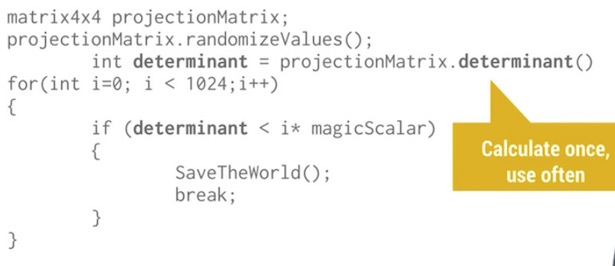 matrix4x4 projectionMatrix;
projectionMatrix.randomizeValues();
int determinant = projectionMatrix.determinant()
for(int i=0; i < 1024;i++)
{
if (determinant < i* magicScalar)
{
SaveTheWorld();
break;
}
}
Calculate once,
use often